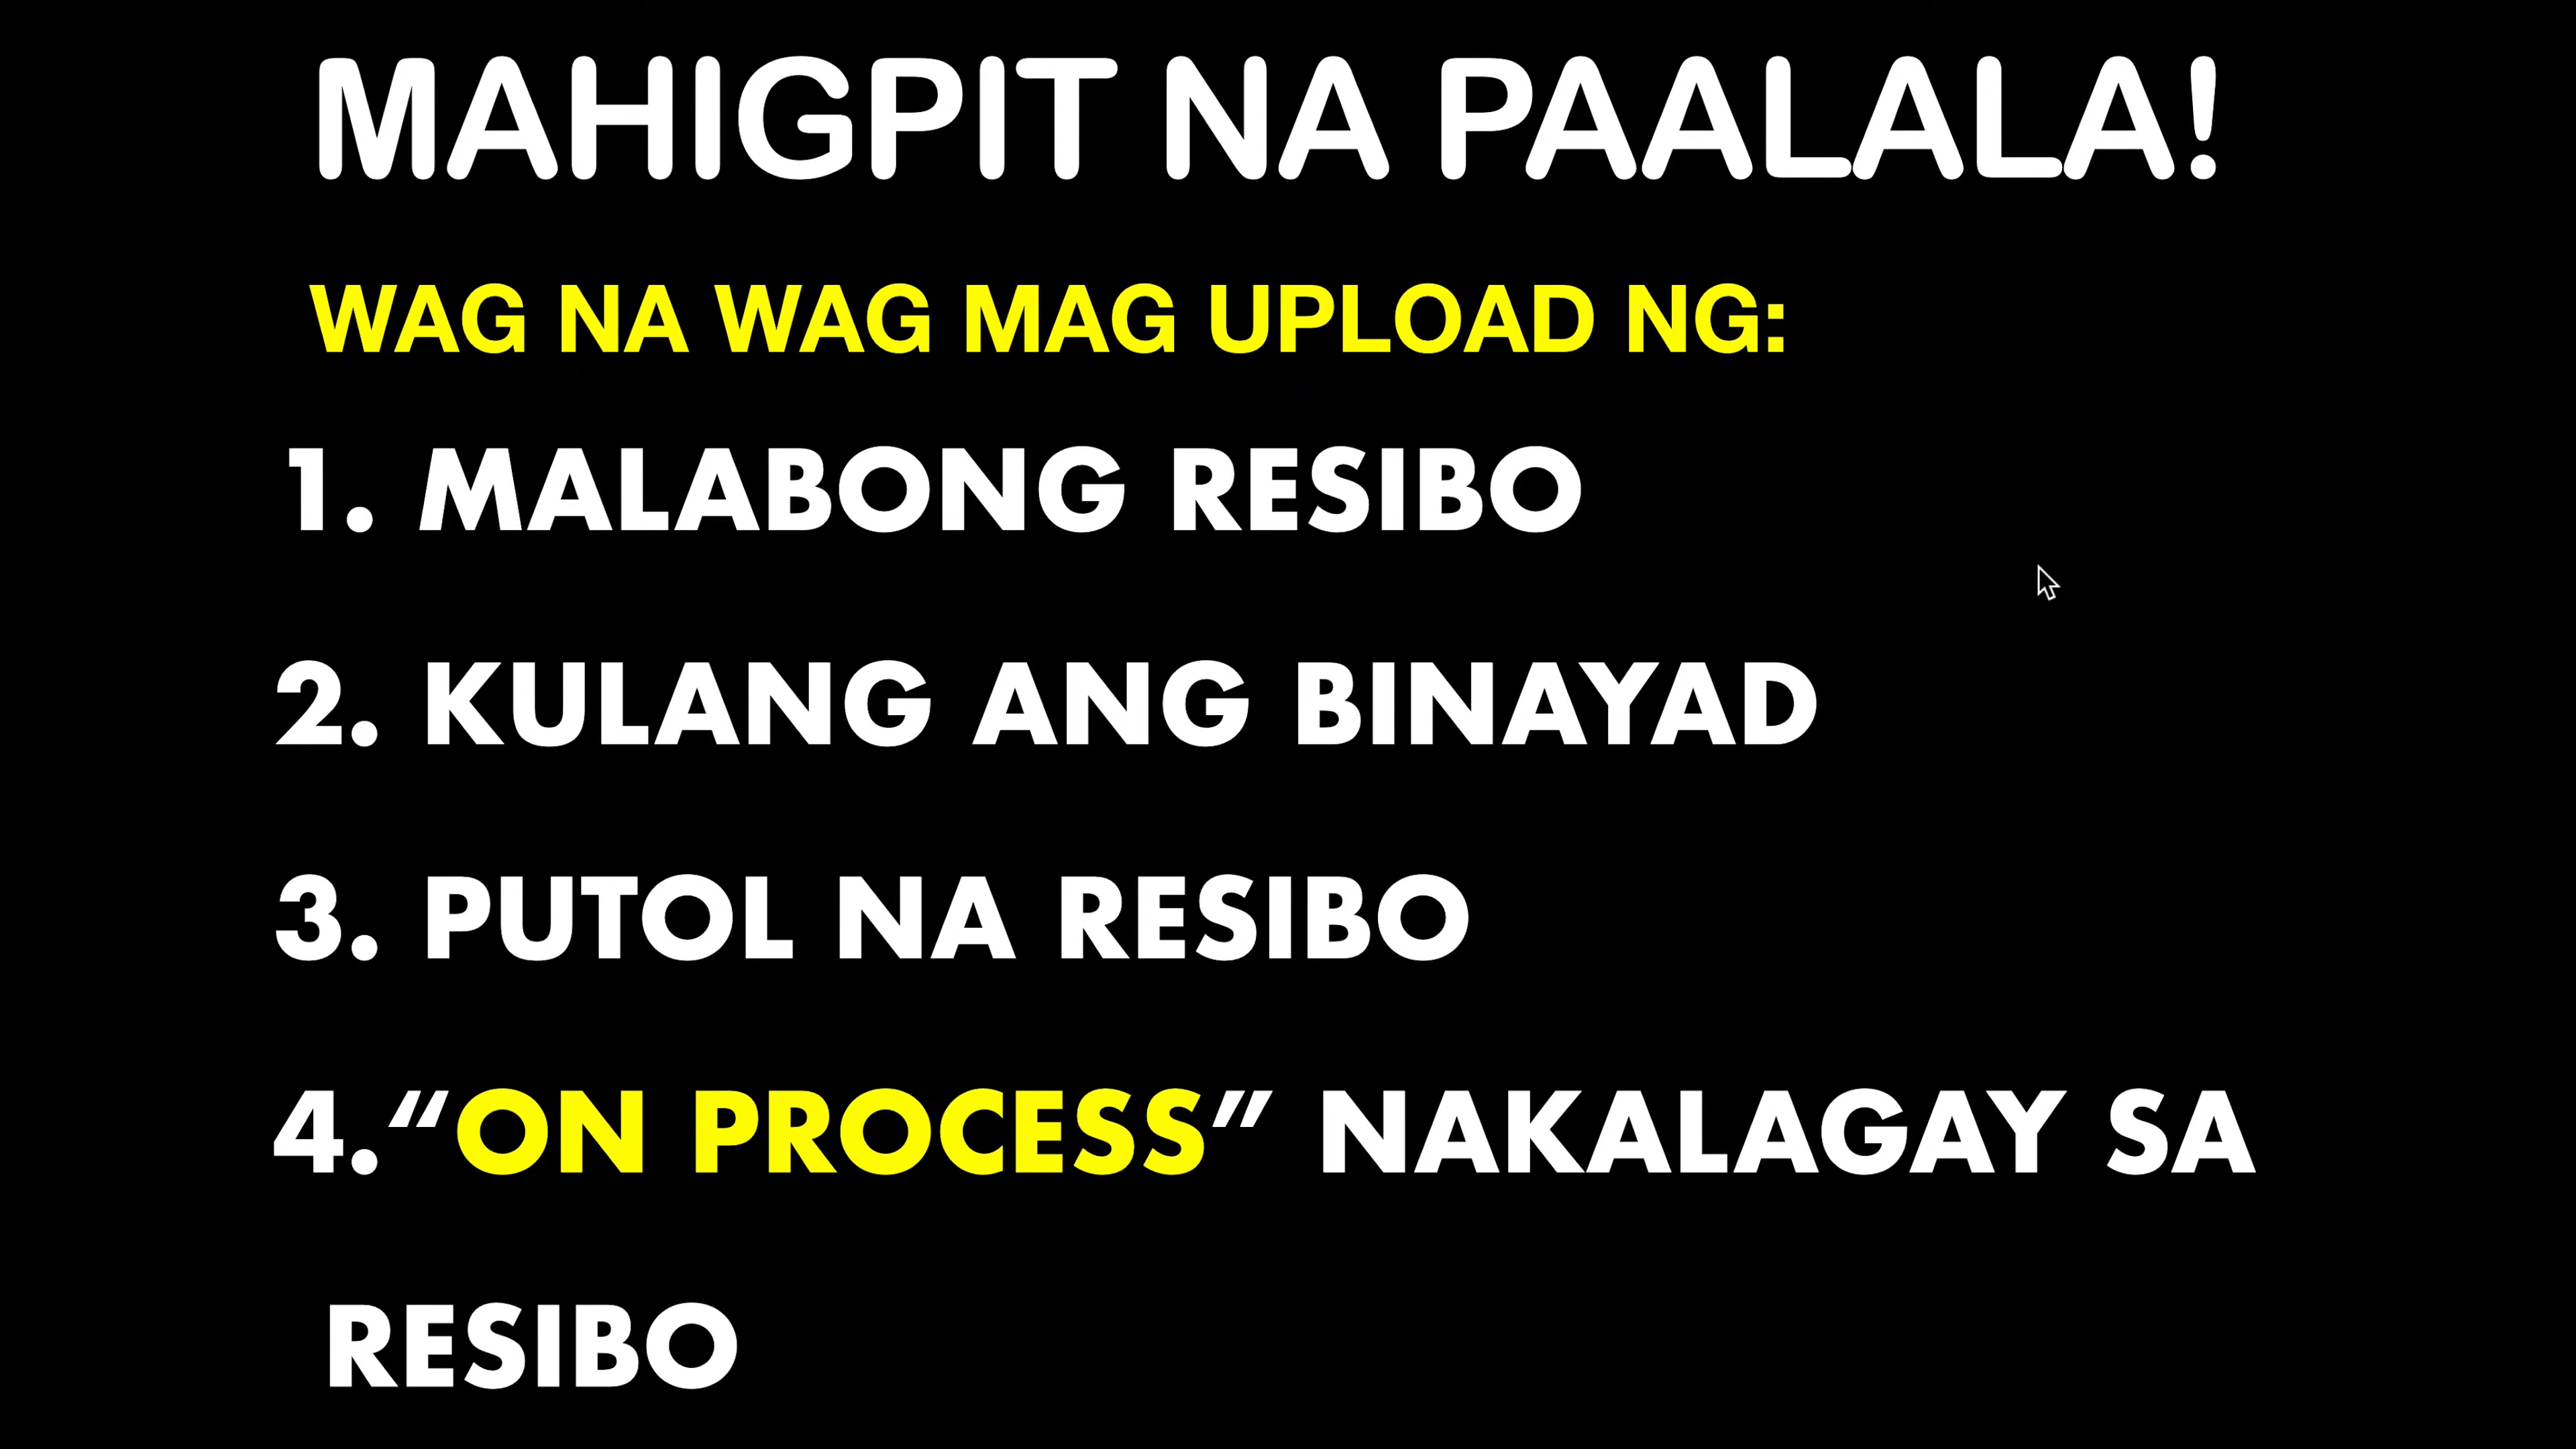 MAHIGPIT NA PAALALA!
WAG NA WAG MAG UPLOAD NG:
1. MALABONG RESIBO
2. KULANG ANG BINAYAD
3. PUTOL NA RESIBO
4.“ON PROCESS” NAKALAGAY SA
RESIBO